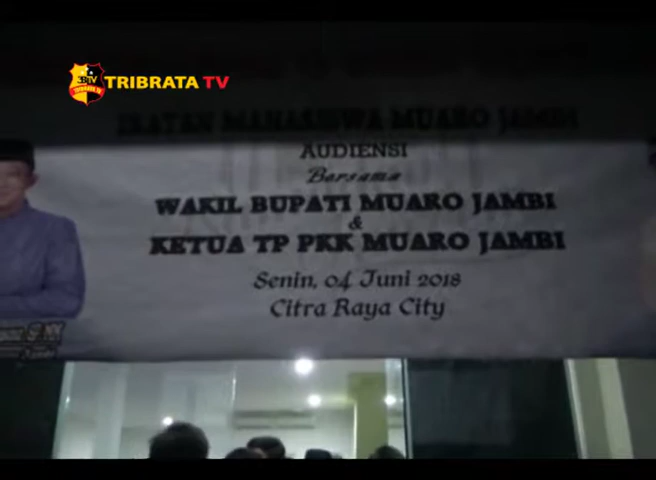 TRIBRATA TV
IKATAN MAHASISWA MUARO JAMBI
AUDIENSI
Bersama
WAKIL BUPATI MUARO JAMBI
&
KETUA TP PKK MUARO JAMBI
Senin, 04 Juni 2018
Citra Raya City